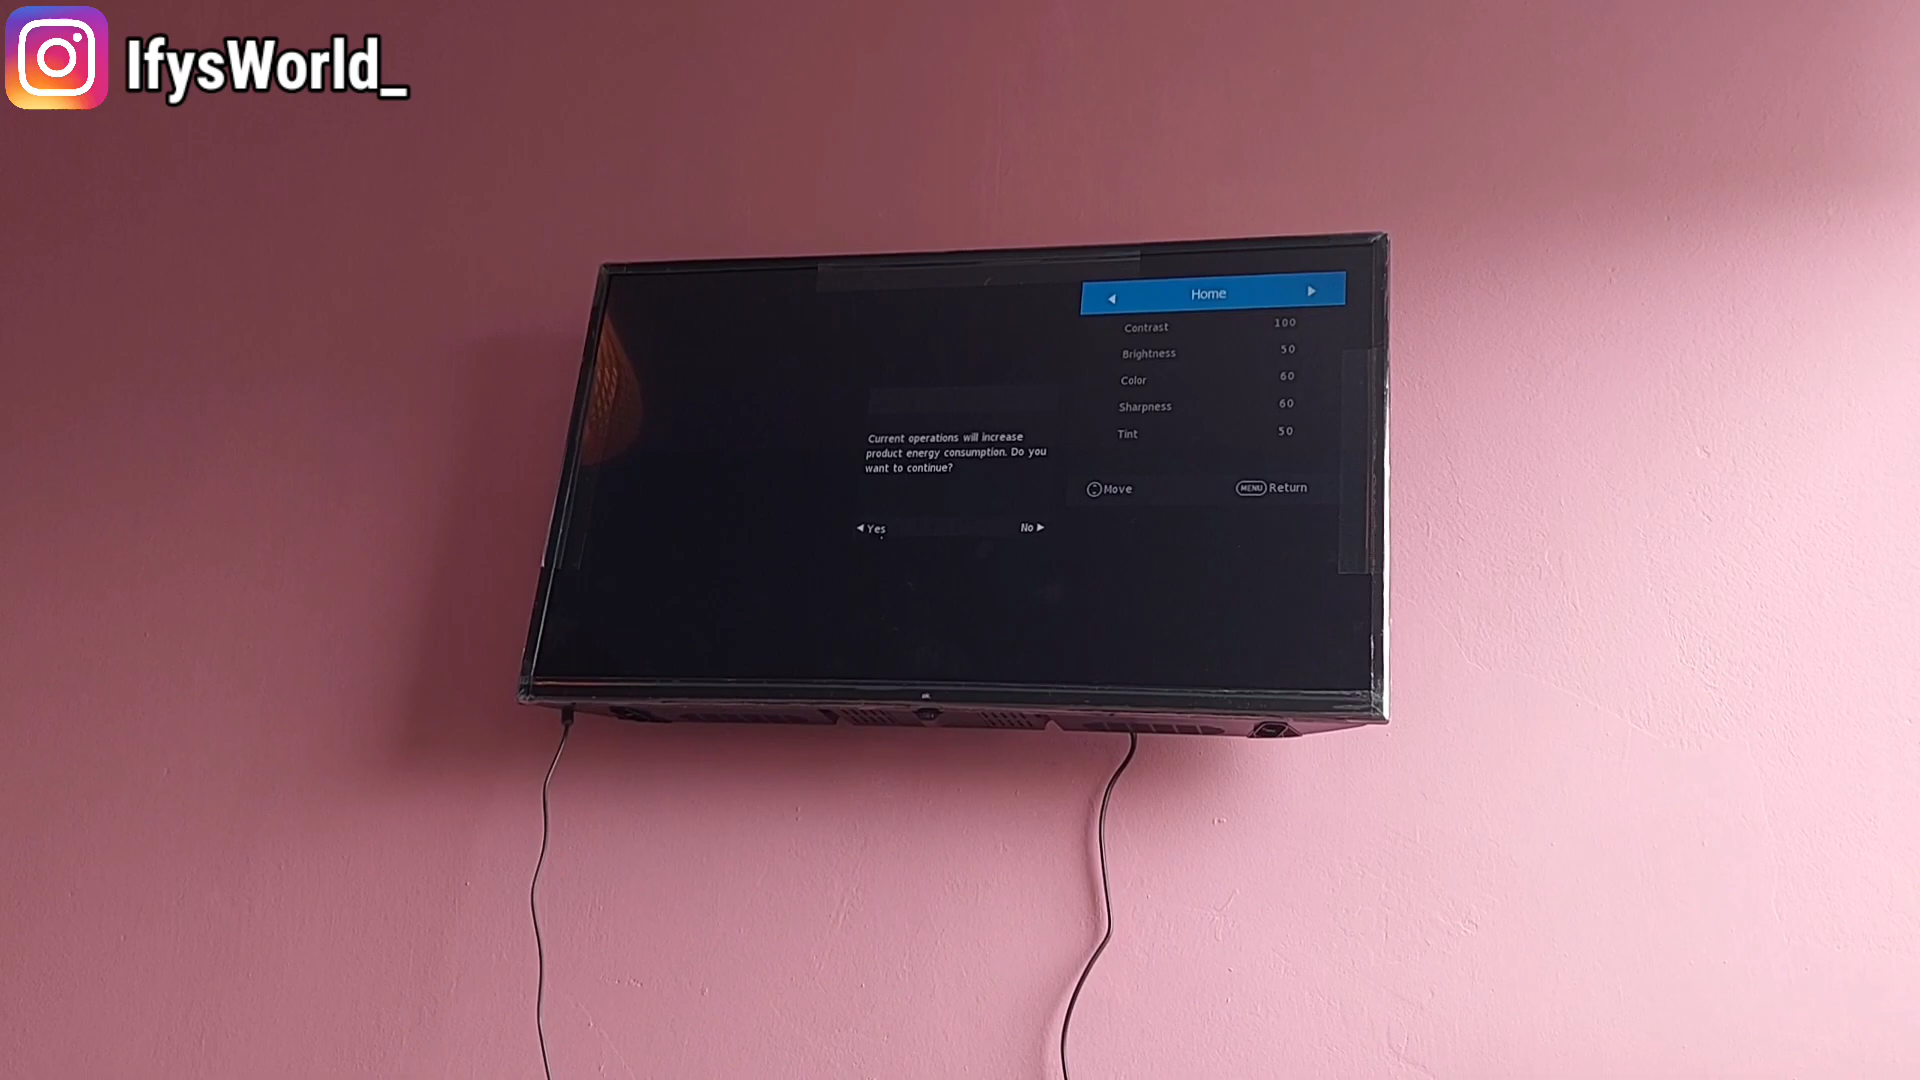 IfysWorld_
Home
Contrast 100
Brightness 50
Color 60
Sharpness 60
Tint 50
MENU
Move Return
Current operations will increase
product energy consumption. Do you
want to continue?
Yes No